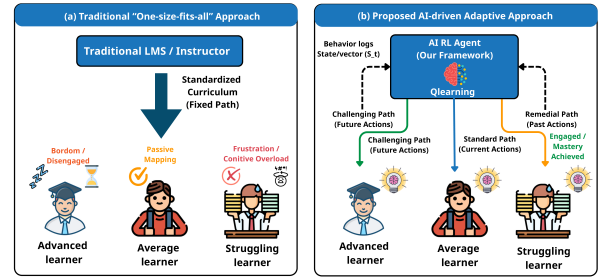 (a) Traditional "One-size-fits-all" Approach
Traditional LMS / Instructor
Standardized
Curriculum
(Fixed Path)
Bordom /
Disengaged
Passive
Mapping
Frustration /
Conitive Overload
Advanced
learner
Average
learner
Struggling
learner
(b) Proposed AI-driven Adaptive Approach
Behavior logs
State/vector (S_t)
AI RL Agent
(Our Framework)
Qlearning
Challenging Path
(Future Actions)
Remedial Path
(Past Actions)
Challenging Path
(Future Actions)
Standard Path
(Current Actions)
Engaged /
Mastery
Achieved
Advanced
learner
Average
learner
Struggling
learner